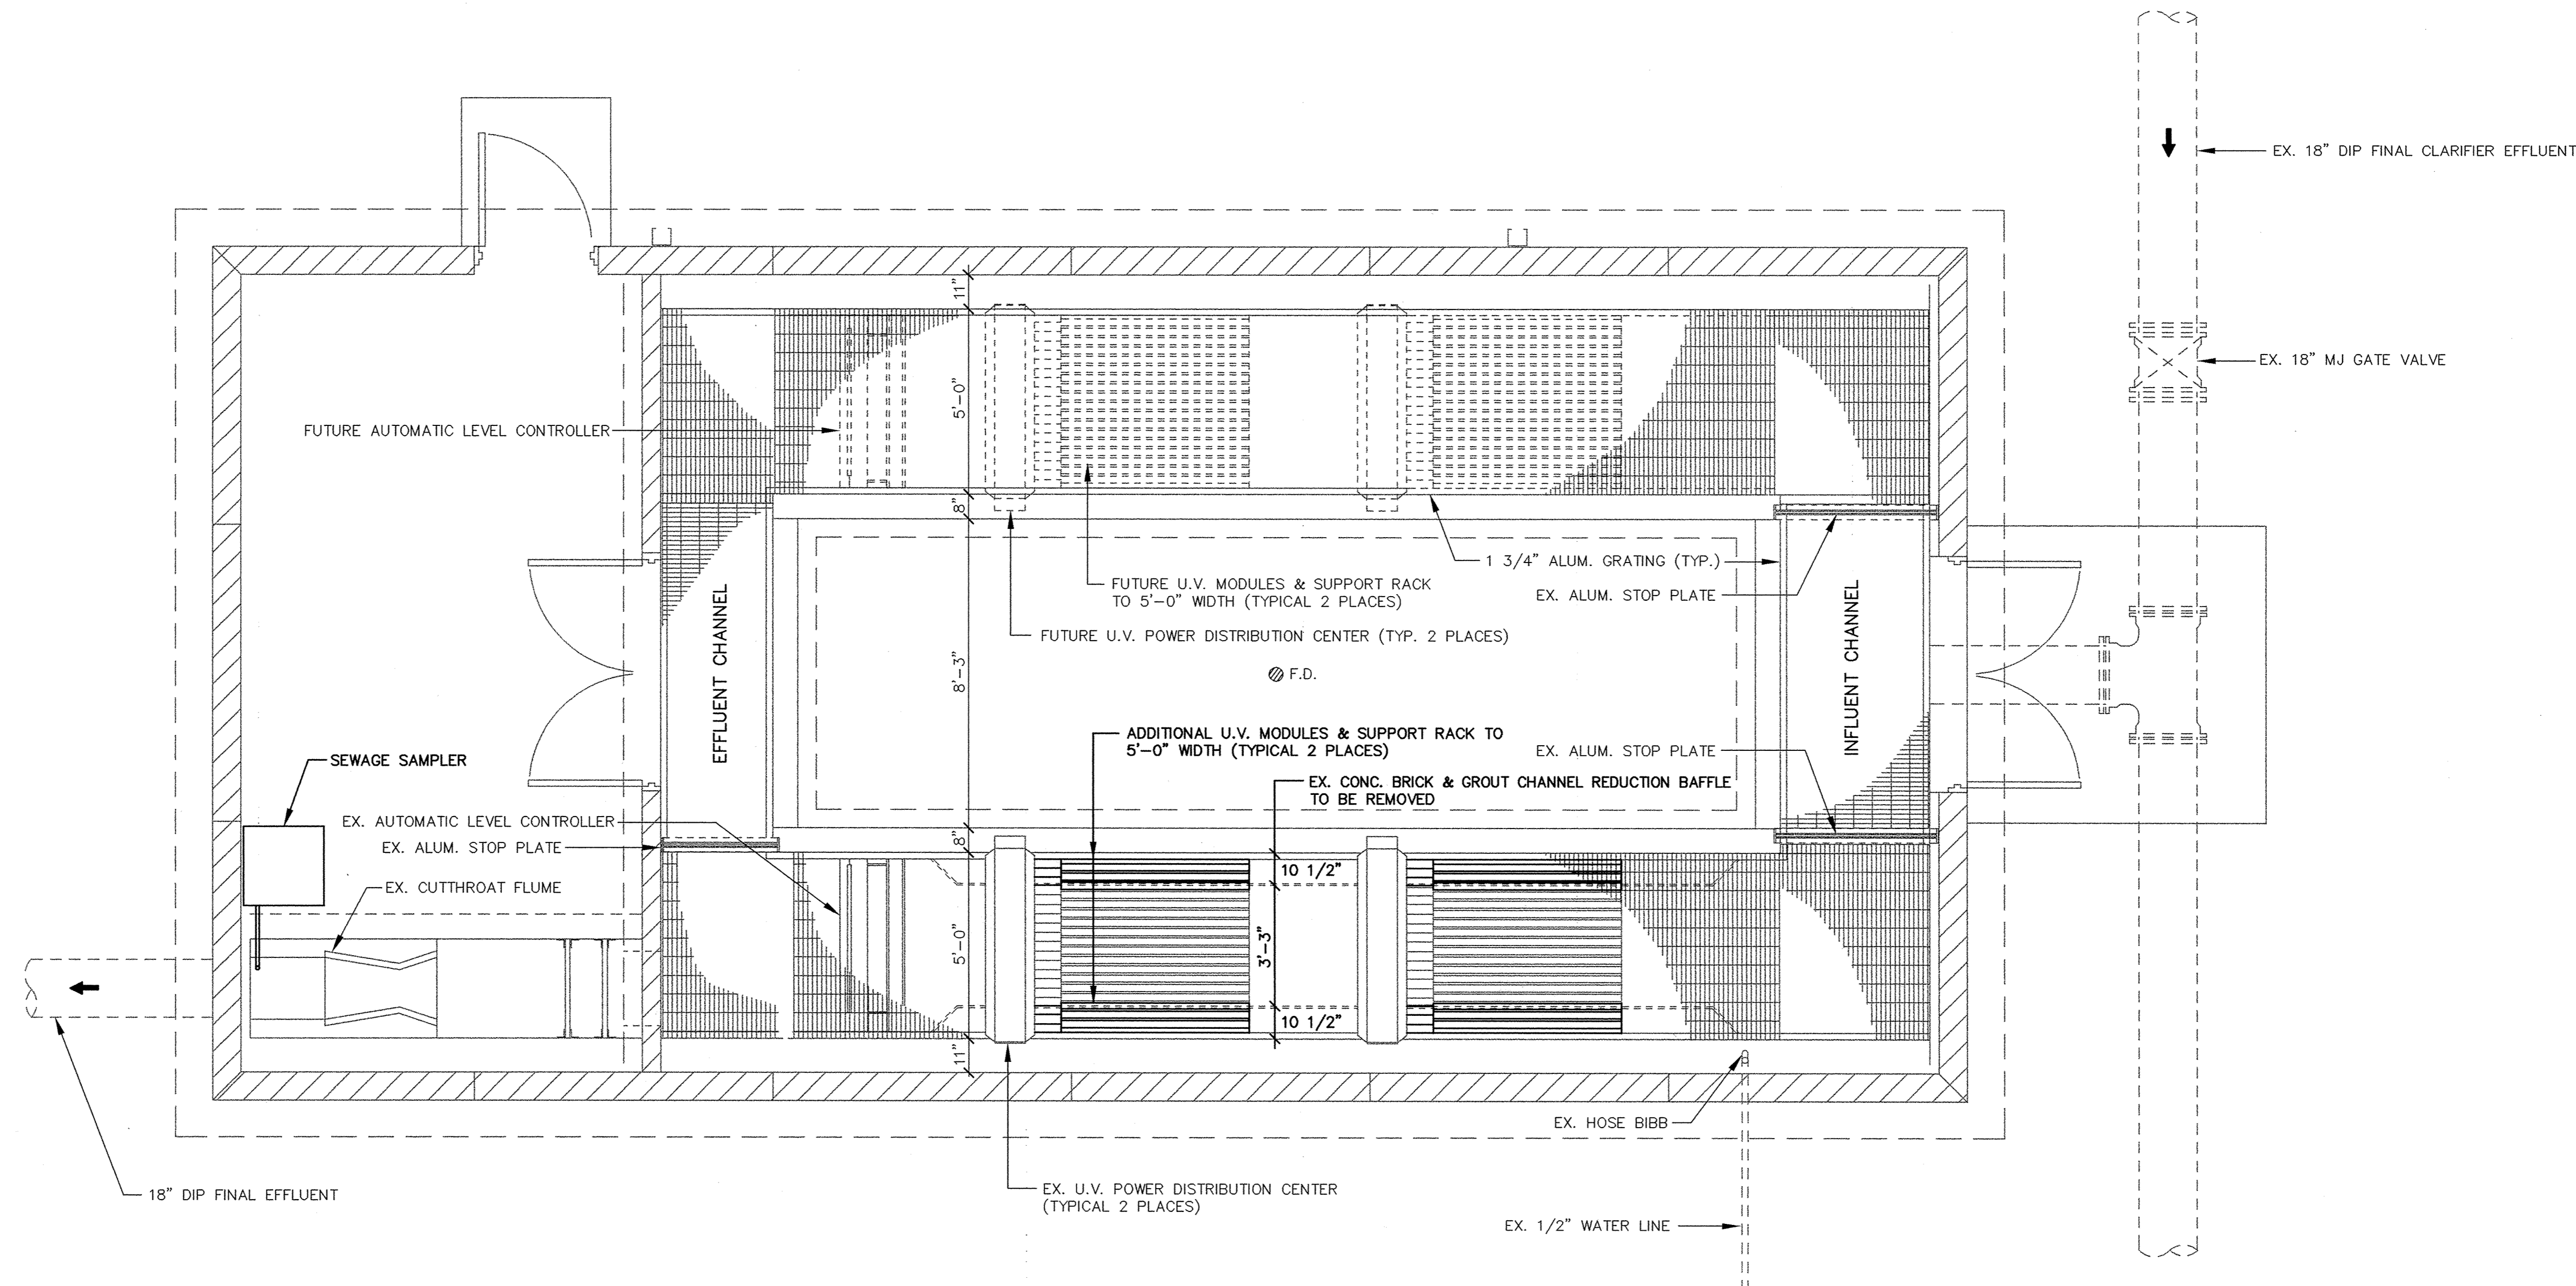 EX. 18" DIP FINAL CLARIFIER EFFLUENT
11"
EX. 18" MJ GATE VALVE
5'-0"
FUTURE AUTOMATIC LEVEL CONTROLLER
8"
1 3/4" ALUM. GRATING (TYP.)
FUTURE U.V. MODULES & SUPPORT RACK
TO 5'-0" WIDTH (TYPICAL 2 PLACES)
EX. ALUM. STOP PLATE
FUTURE U.V. POWER DISTRIBUTION CENTER (TYP. 2 PLACES)
EFFLUENT CHANNEL
8'-3"
F.D.
INFLUENT CHANNEL
ADDITIONAL U.V. MODULES & SUPPORT RACK TO
5'-0" WIDTH (TYPICAL 2 PLACES)
EX. ALUM. STOP PLATE
SEWAGE SAMPLER
EX. CONC. BRICK & GROUT CHANNEL REDUCTION BAFFLE
TO BE REMOVED
EX. AUTOMATIC LEVEL CONTROLLER
EX. ALUM. STOP PLATE
8"
10 1/2"
EX. CUTTHROAT FLUME
5'-0"
3'-3"
10 1/2"
11"
EX. HOSE BIBB
18" DIP FINAL EFFLUENT
EX. U.V. POWER DISTRIBUTION CENTER
(TYPICAL 2 PLACES)
EX. 1/2" WATER LINE